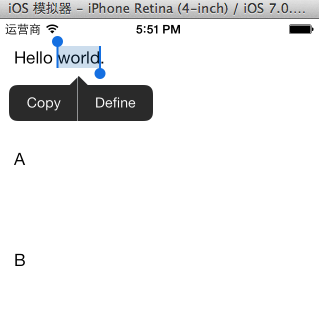 iOS 模拟器 - iPhone Retina (4-inch) / iOS 7.0....
运营商 5:51 PM
Hello world.
Copy Define
A
B